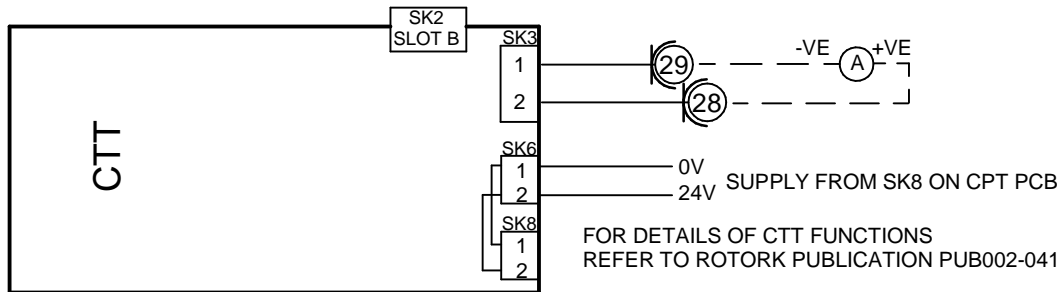 SK2
SLOT B
SK3
1
2
29
-VE
A
+VE
28
CTT
SK6
1
2
0V
24V
SUPPLY FROM SK8 ON CPT PCB
SK8
1
2
FOR DETAILS OF CTT FUNCTIONS
REFER TO ROTORK PUBLICATION PUB002-041